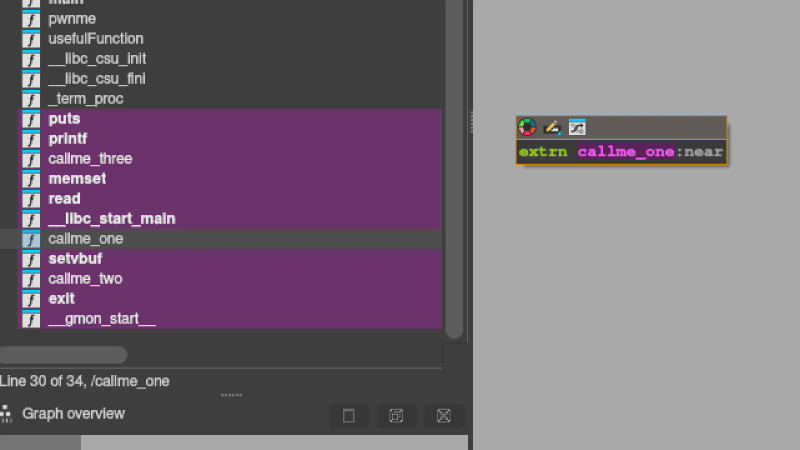 main
pwnme
usefulFunction
__libc_csu_init
__libc_csu_fini
_term_proc
puts
printf
callme_three
memset
read
__libc_start_main
callme_one
setvbuf
callme_two
exit
__gmon_start__
Line 30 of 34, /callme_one
Graph overview
extrn callme_one:near